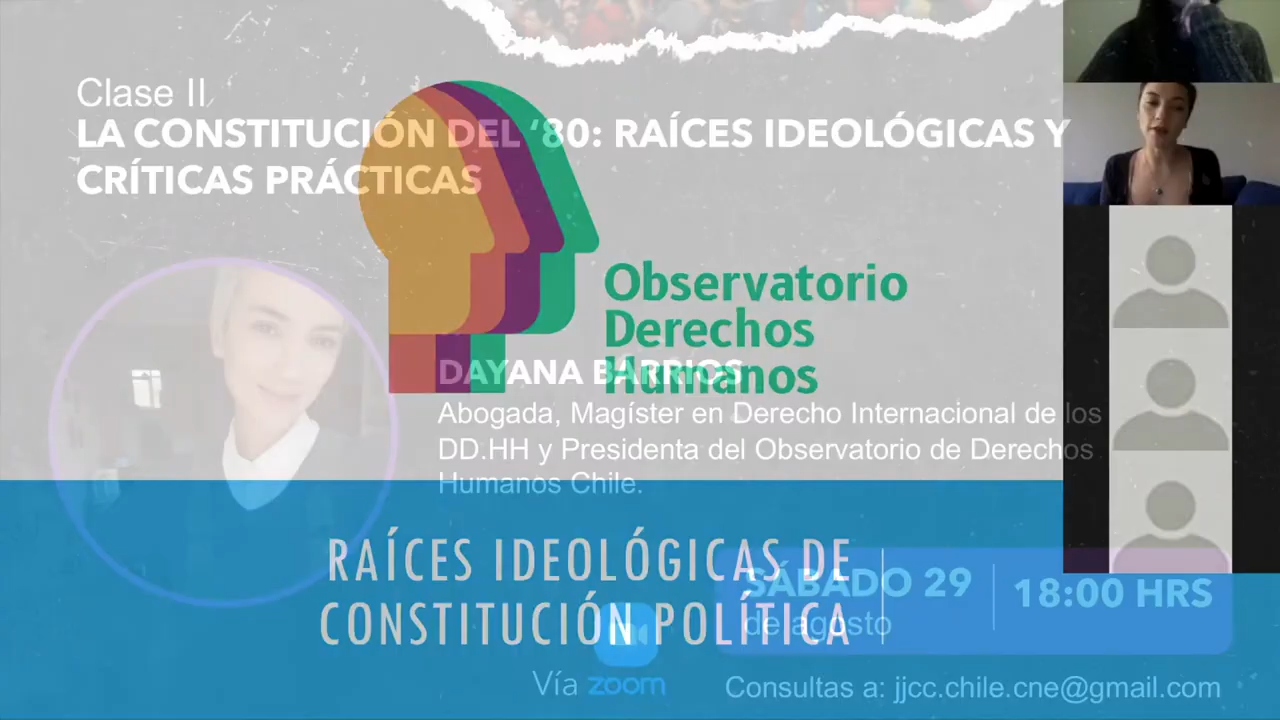 Clase II
LA CONSTITUCIÓN DEL ‘80: RAÍCES IDEOLÓGICAS Y
CRÍTICAS PRÁCTICAS
Observatorio
Derechos
Humanos
DAYANA BARRIOS
Abogada, Magíster en Derecho Internacional de los
DD.HH y Presidenta del Observatorio de Derechos
Humanos Chile.
RAÍCES IDEOLÓGICAS DE
CONSTITUCIÓN POLÍTICA
SÁBADO 29
de agosto
18:00 HRS
Vía zoom
Consultas a: jjcc.chile.cne@gmail.com